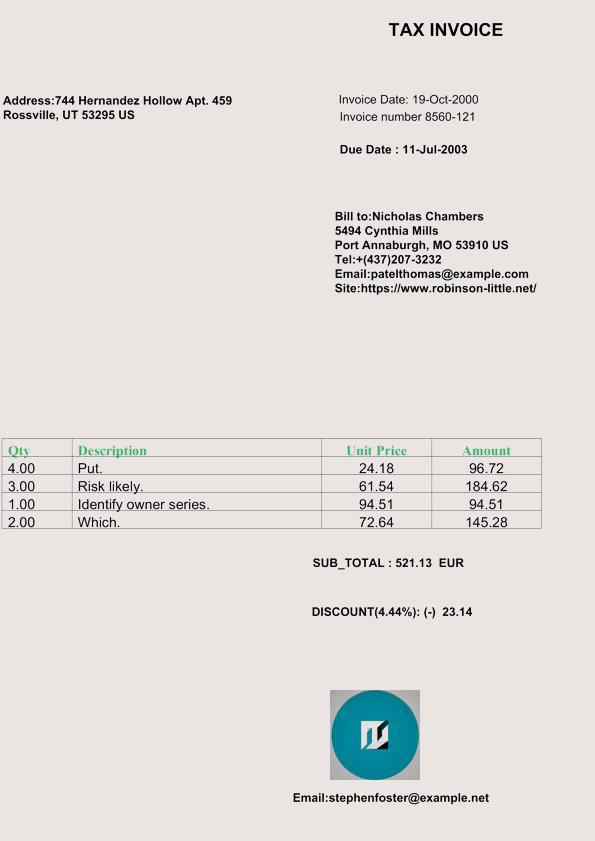 TAX INVOICE
Address:744 Hernandez Hollow Apt. 459
Rossville, UT 53295 US
Invoice Date: 19-Oct-2000
Invoice number 8560-121
Due Date : 11-Jul-2003
Bill to:Nicholas Chambers
5494 Cynthia Mills
Port Annaburgh, MO 53910 US
Tel:+(437)207-3232
Email:patelthomas@example.com
Site:https://www.robinson-little.net/
Qty Description Unit Price Amount
4.00 Put. 24.18 96.72
3.00 Risk likely. 61.54 184.62
1.00 Identify owner series. 94.51 94.51
2.00 Which. 72.64 145.28
SUB_TOTAL : 521.13 EUR
DISCOUNT(4.44%): (-) 23.14
Email:stephenfoster@example.net